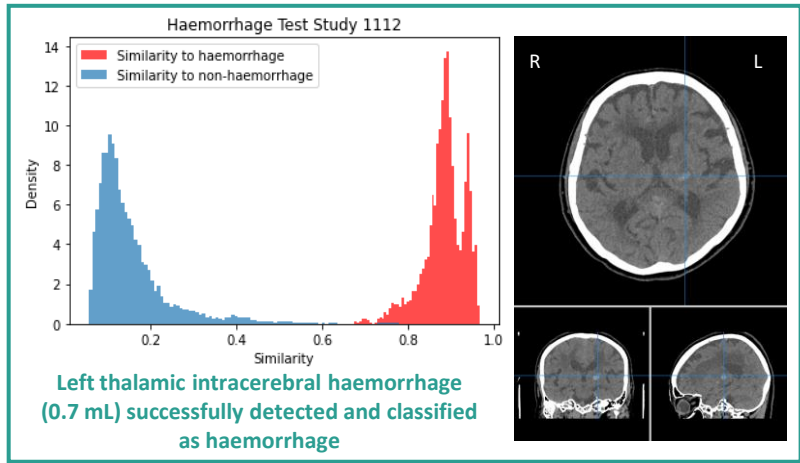 Haemorrhage Test Study 1112
Similarity to haemorrhage
Similarity to non-haemorrhage
Density
14
12
10
8
6
4
2
0
0.2
0.4
0.6
0.8
1.0
Similarity
R
L
Left thalamic intracerebral haemorrhage
(0.7 mL) successfully detected and classified
as haemorrhage